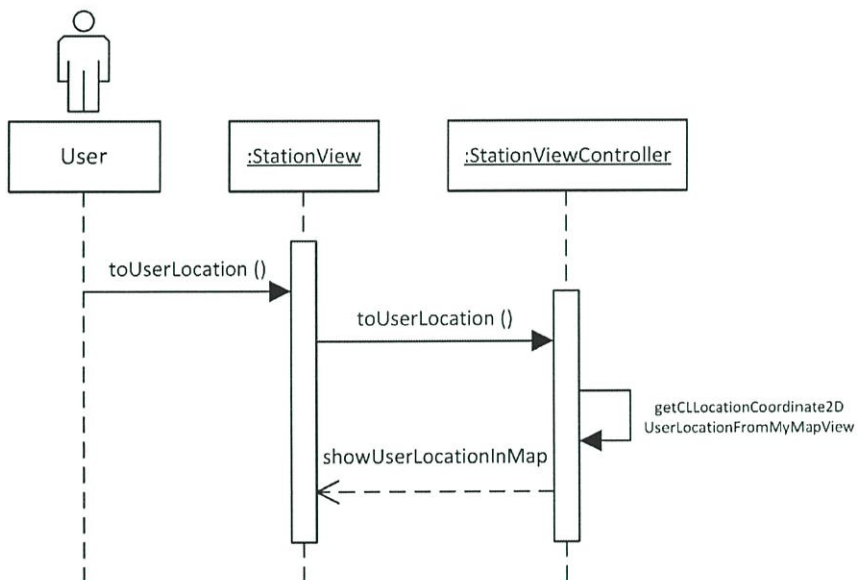 User
:StationView
:StationViewController
toUserLocation ()
toUserLocation ()
getCLLocationCoordinate2D
UserLocationFromMyMapView
showUserLocationInMap